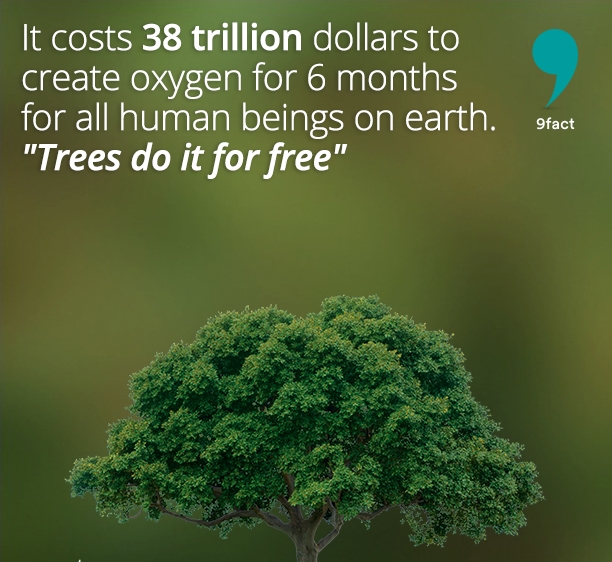 It costs 38 trillion dollars to
create oxygen for 6 months
for all human beings on earth.
"Trees do it for free"
9fact